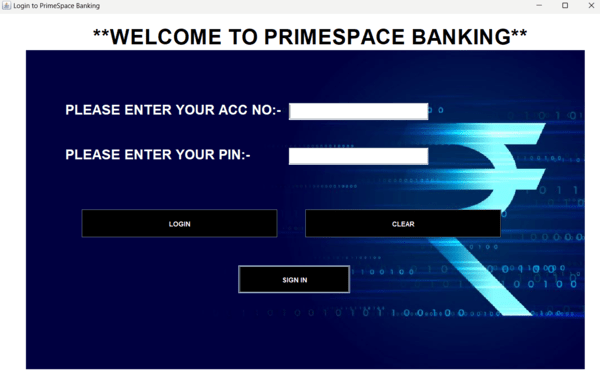 Login to PrimeSpace Banking
**WELCOME TO PRIMESPACE BANKING**
PLEASE ENTER YOUR ACC NO:-
PLEASE ENTER YOUR PIN:-
LOGIN CLEAR
SIGN IN